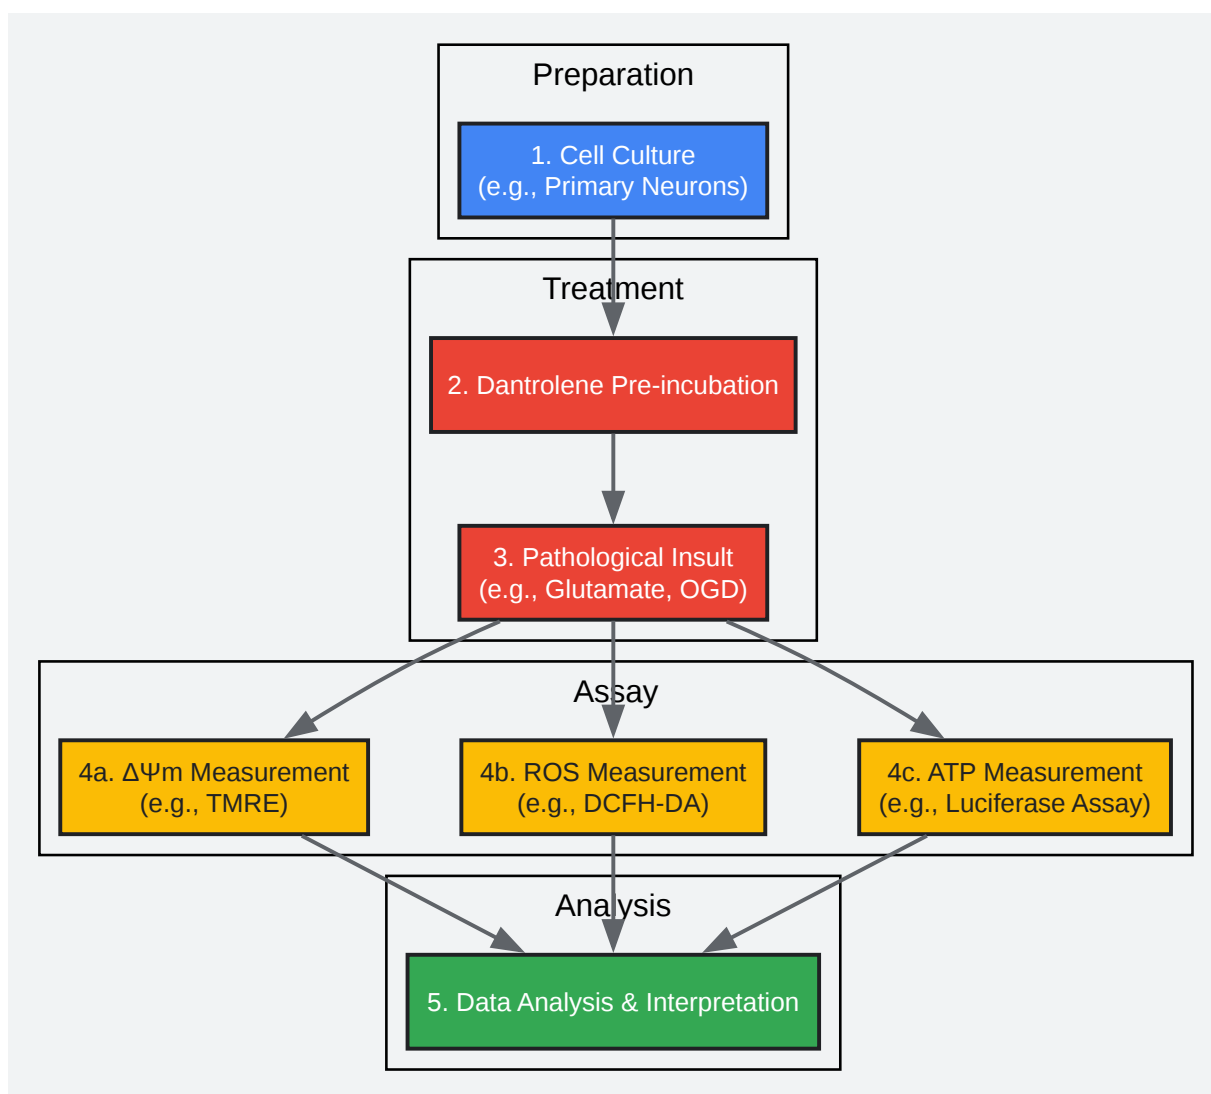 Preparation
1. Cell Culture
(e.g., Primary Neurons)
Treatment
2. Dantrolene Pre-incubation
3. Pathological Insult
(e.g., Glutamate, OGD)
Assay
4a. ΔΨm Measurement
(e.g., TMRE)
4b. ROS Measurement
(e.g., DCFH-DA)
4c. ATP Measurement
(e.g., Luciferase Assay)
Analysis
5. Data Analysis & Interpretation